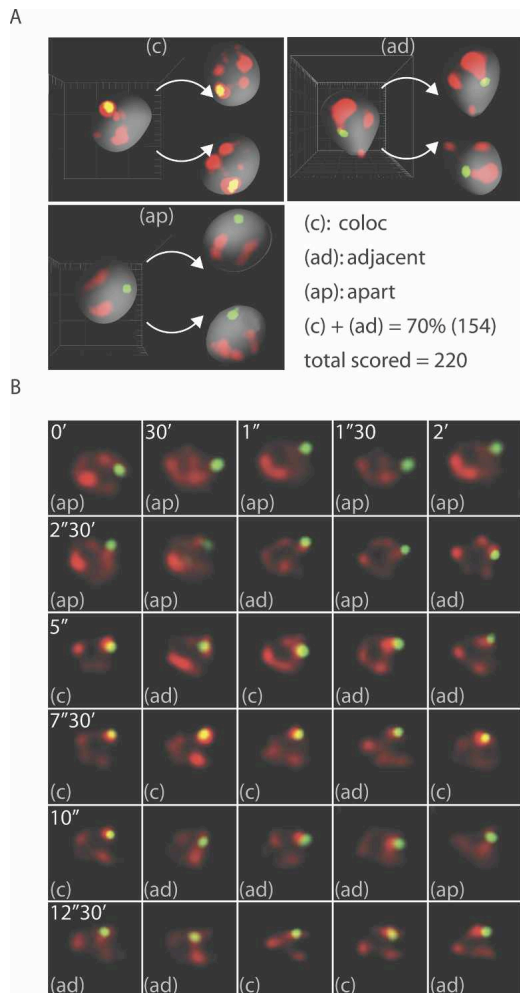 A
(c)
(ad)
(ap)
(c): coloc
(ad): adjacent
(ap): apart
(c) + (ad) = 70% (154)
total scored = 220
B
0' 30' 1" 1"30 2'
(ap) (ap) (ap) (ap) (ap)
2"30'
(ap) (ap) (ad) (ap) (ad)
5"
(c) (ad) (c) (ad) (ad)
7"30'
(c) (c) (c) (ad) (c)
10"
(c) (ad) (ad) (ad) (ap)
12"30'
(ad) (ad) (c) (c) (ad)